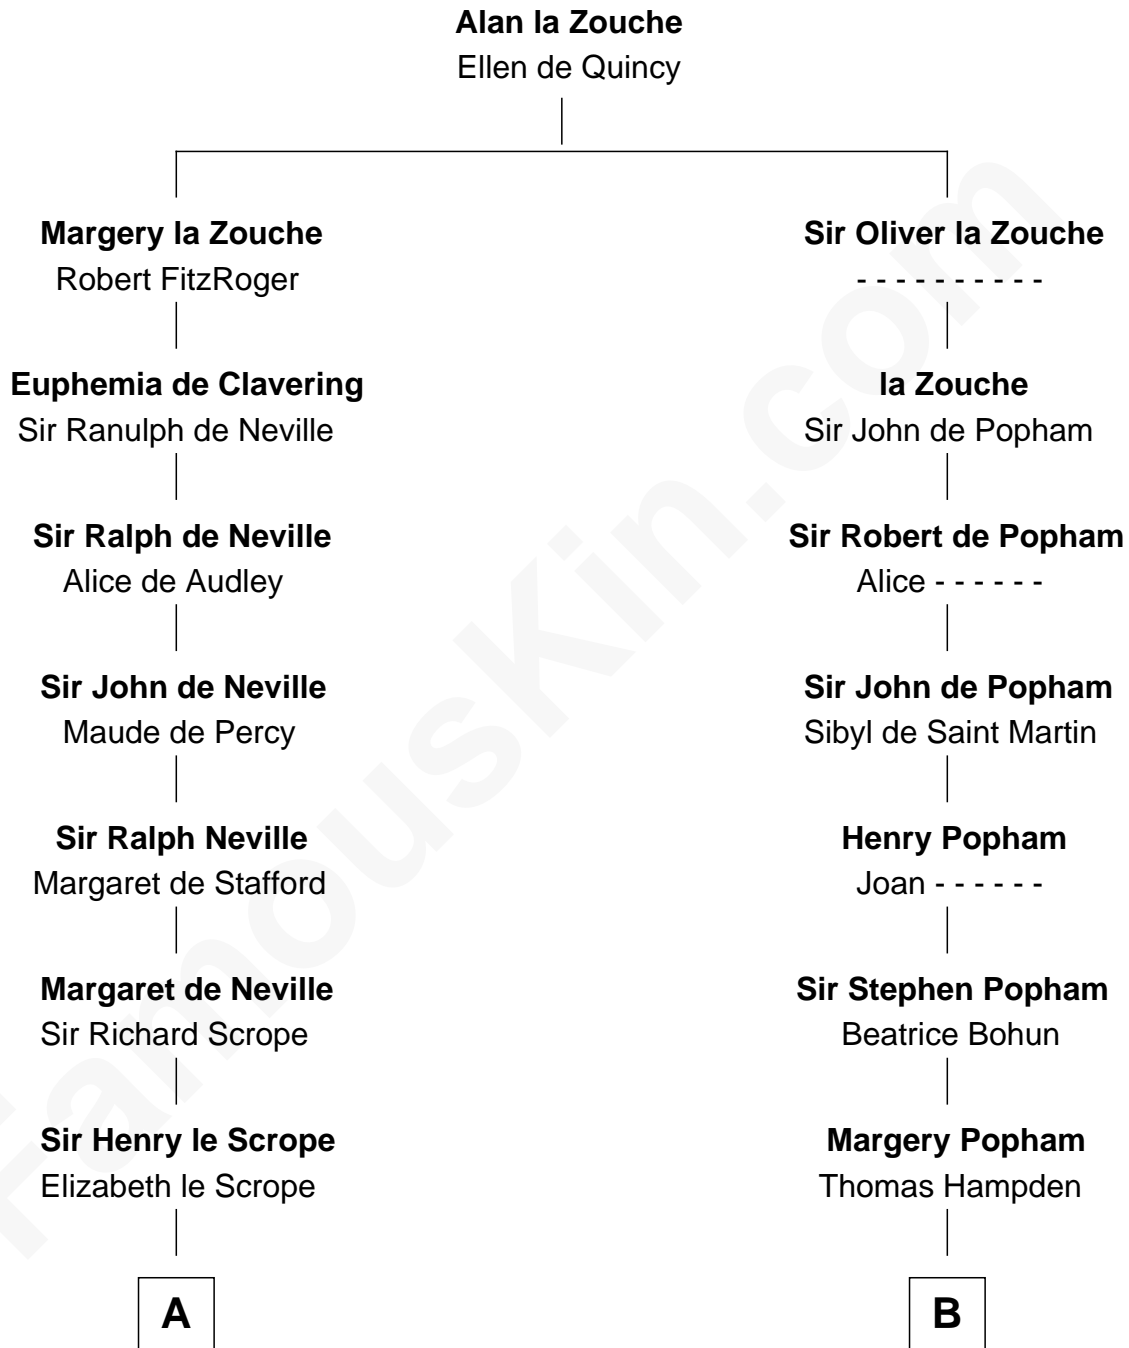 Alan la Zouche
Ellen de Quincy
Margery la Zouche
Robert FitzRoger
Sir Oliver la Zouche
- - - - - - - - - -
Euphemia de Clavering
Sir Ranulph de Neville
la Zouche
Sir John de Popham
Sir Ralph de Neville
Alice de Audley
Sir Robert de Popham
Alice - - - - - -
Sir John de Neville
Maude de Percy
Sir John de Popham
Sibyl de Saint Martin
Sir Ralph Neville
Margaret de Stafford
Henry Popham
Joan - - - - - -
Margaret de Neville
Sir Richard Scrope
Sir Stephen Popham
Beatrice Bohun
Sir Henry le Scrope
Elizabeth le Scrope
Margery Popham
Thomas Hampden
A
B
FamousKin.com